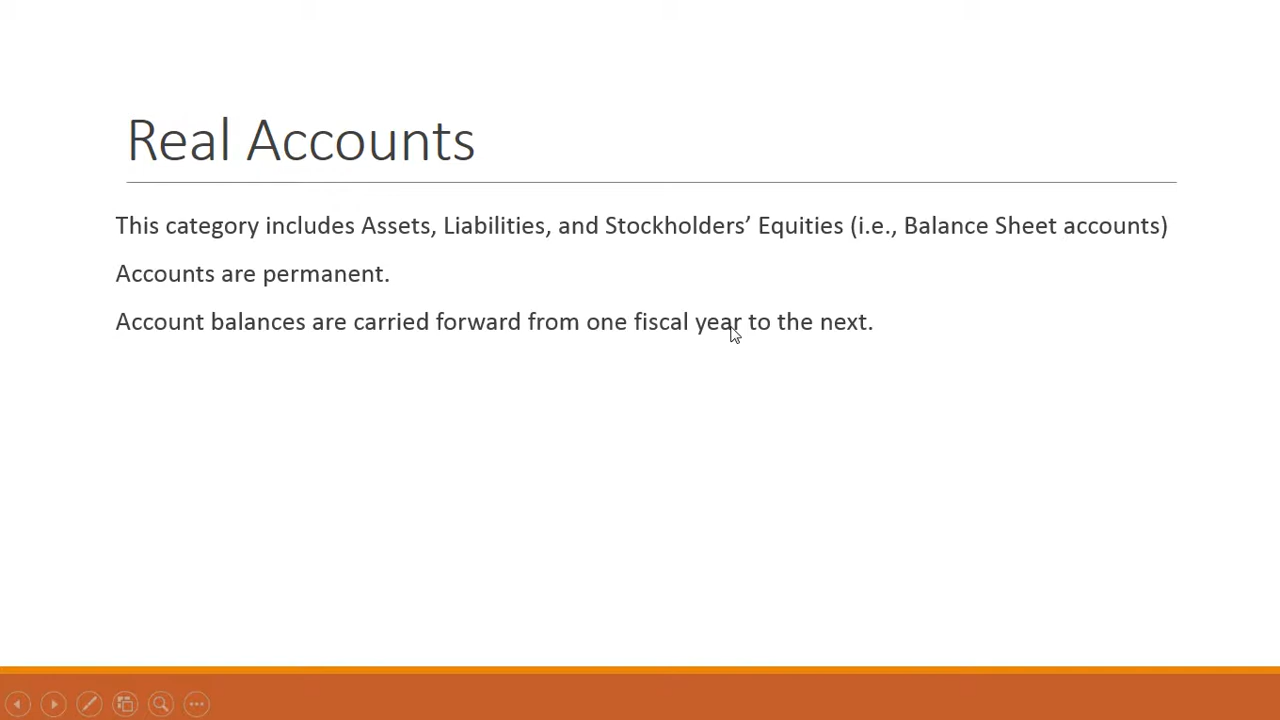 Real Accounts
This category includes Assets, Liabilities, and Stockholders’ Equities (i.e., Balance Sheet accounts)
Accounts are permanent.
Account balances are carried forward from one fiscal year to the next.